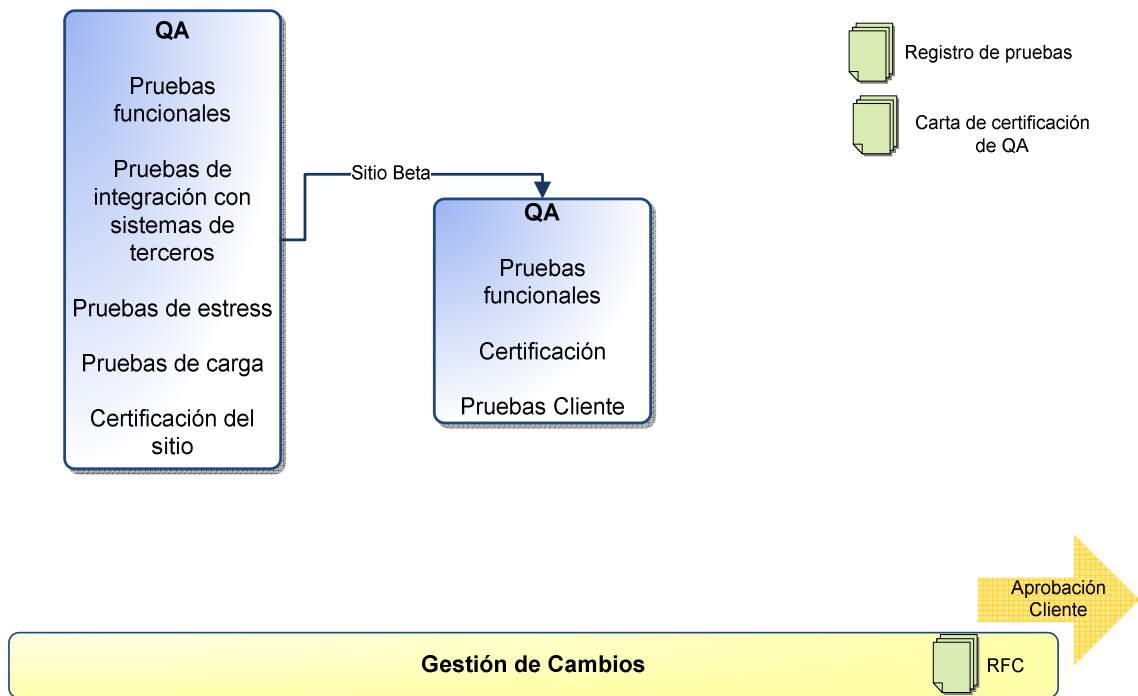 QA
Pruebas
funcionales
Pruebas de
integración con
sistemas de
terceros
Pruebas de estress
Pruebas de carga
Certificación del
sitio
Sitio Beta
QA
Pruebas
funcionales
Certificación
Pruebas Cliente
Registro de pruebas
Carta de certificación
de QA
Aprobación
Cliente
Gestión de Cambios
RFC